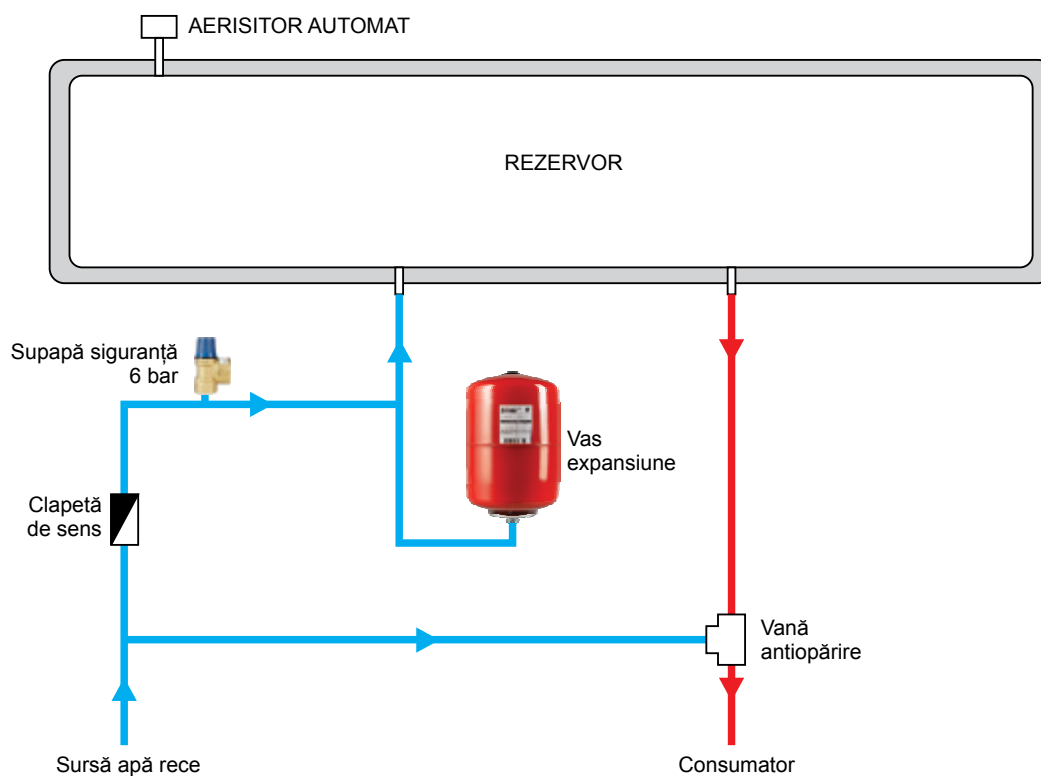 AERISITOR AUTOMAT
REZERVOR
Supapă siguranță
6 bar
Vas
expansiune
Clapetă
de sens
Vană
antiopărire
Sursă apă rece
Consumator